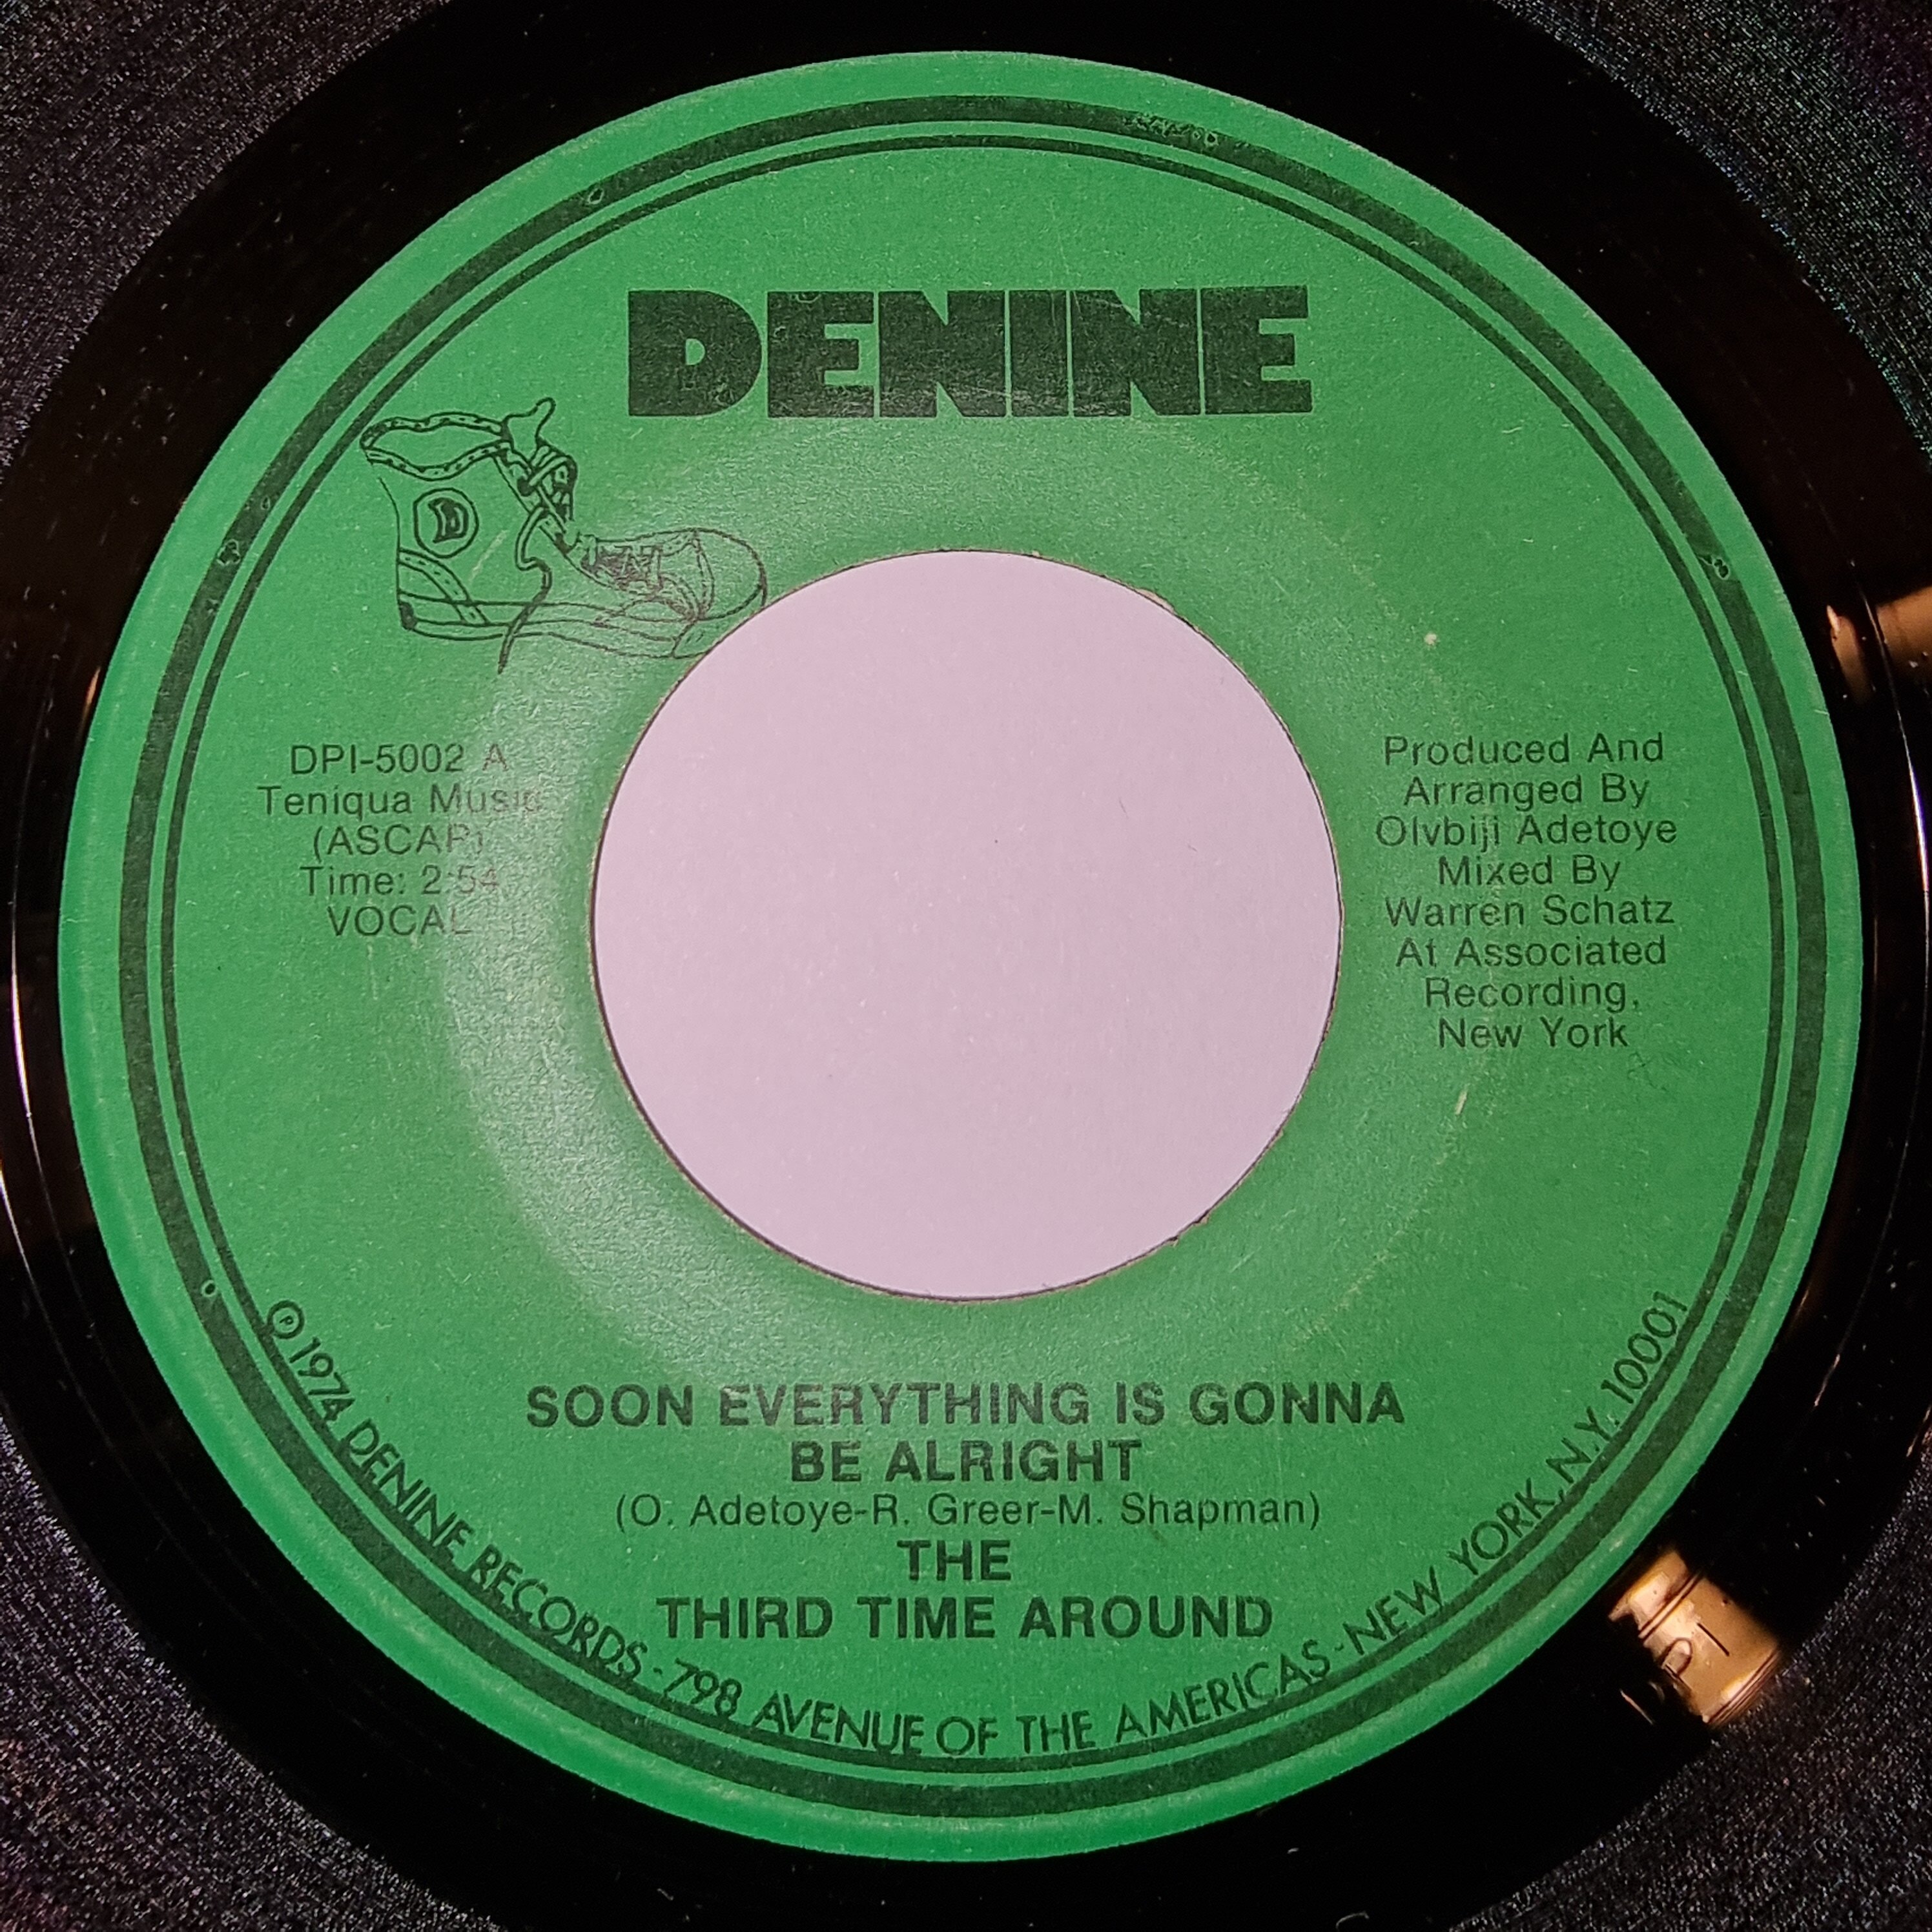 DENINE
D
DPI-5002 A
Teniqua Music
(ASCAP)
Time: 2:54
VOCAL
Produced And
Arranged By
Olvbiji Adetoye
Mixed By
Warren Schatz
At Associated
Recording,
New York
SOON EVERYTHING IS GONNA
BE ALRIGHT
(O. Adetoye-R. Greer-M. Shapman)
THE
THIRD TIME AROUND
℗ 1974 DENINE RECORDS · 798 AVENUE OF THE AMERICAS · NEW YORK, N.Y. 10001